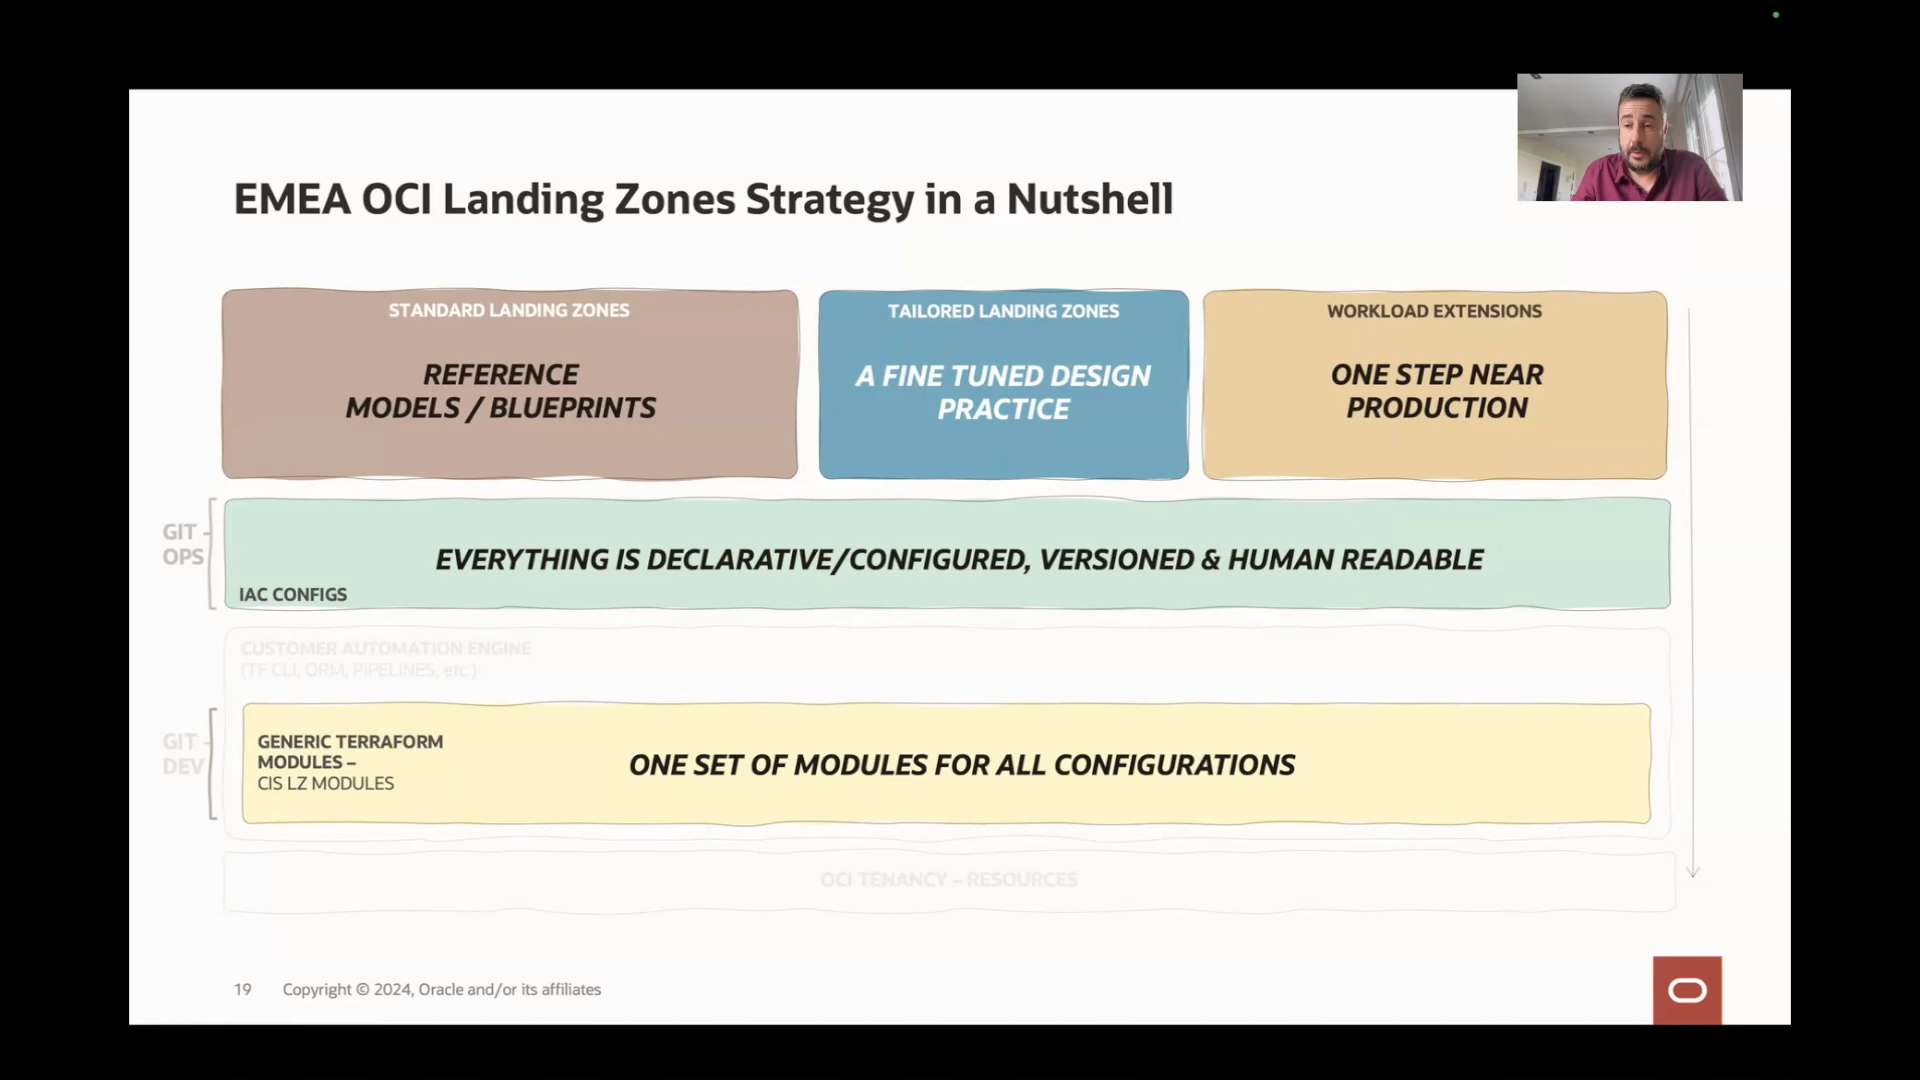 EMEA OCI Landing Zones Strategy in a Nutshell
STANDARD LANDING ZONES
REFERENCE
MODELS / BLUEPRINTS
TAILORED LANDING ZONES
A FINE TUNED DESIGN
PRACTICE
WORKLOAD EXTENSIONS
ONE STEP NEAR
PRODUCTION
GIT -
OPS
EVERYTHING IS DECLARATIVE/CONFIGURED, VERSIONED & HUMAN READABLE
IAC CONFIGS
CUSTOMER AUTOMATION ENGINE
(TF CLI, ORM, PIPELINES, etc.)
GIT -
DEV
GENERIC TERRAFORM
MODULES –
CIS LZ MODULES
ONE SET OF MODULES FOR ALL CONFIGURATIONS
OCI TENANCY – RESOURCES
19 Copyright © 2024, Oracle and/or its affiliates